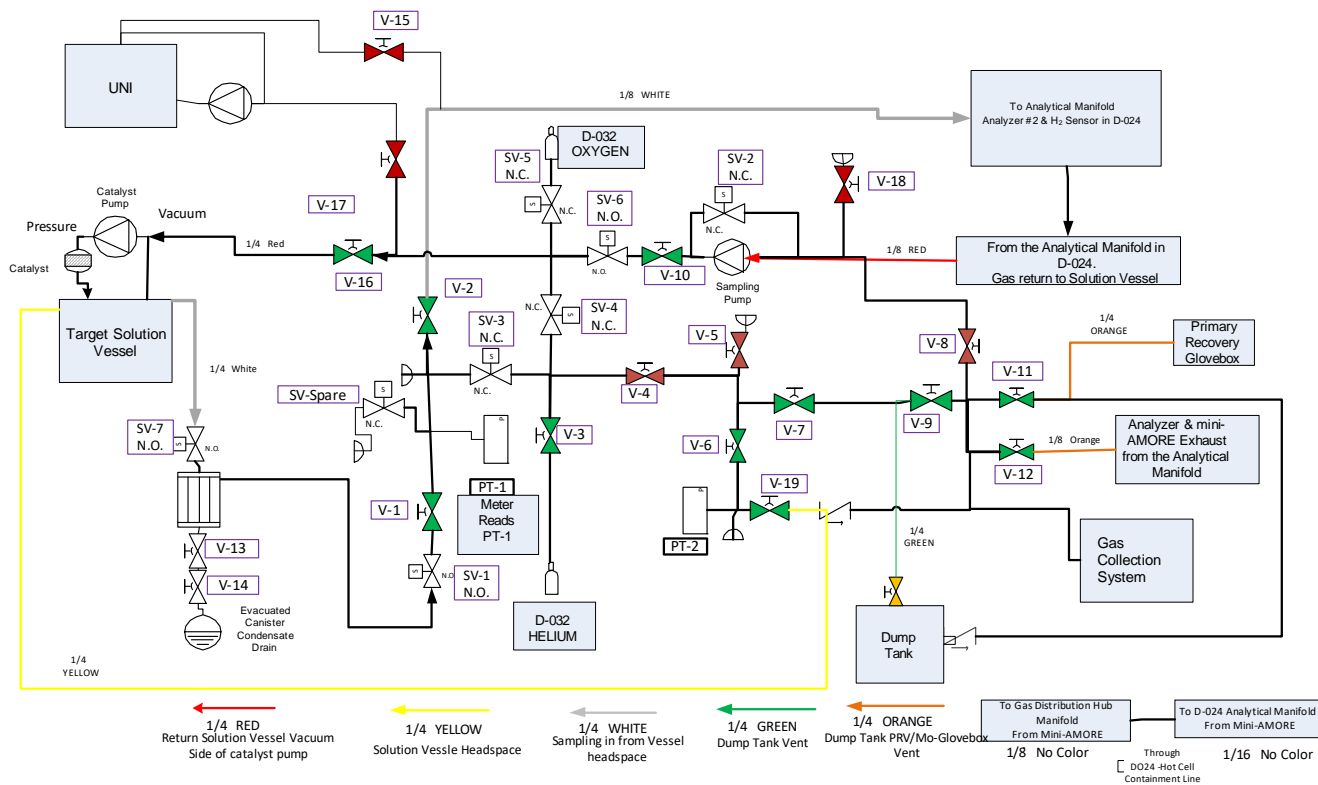 V-15
UNI
1/8 WHITE
To Analytical Manifold
Analyzer #2 & H2 Sensor in D-024
D-032
OXYGEN
SV-5
N.C.
SV-2
N.C.
S
N.C.
S
N.C.
V-18
SV-6
N.O.
S
N.O.
Catalyst
Pump
Vacuum
V-17
Pressure
Catalyst
1/4 Red
V-16
V-10
Sampling
Pump
1/8 RED
From the Analytical Manifold in
D-024.
Gas return to Solution Vessel
Target Solution
Vessel
V-2
N.C.
S
SV-4
N.C.
SV-3
N.C.
S
N.C.
V-5
V-8
1/4
ORANGE
Primary
Recovery
Glovebox
1/4 White
SV-Spare
S
N.C.
P
V-4
V-11
V-7
V-9
SV-7
N.O.
S
N.O.
V-3
V-6
V-12
1/8 Orange
Analyzer & mini-
AMORE Exhaust
from the Analytical
Manifold
V-1
PT-1
Meter
Reads
PT-1
P
V-19
PT-2
V-13
V-14
S
N.O
SV-1
N.O.
1/4
GREEN
Gas
Collection
System
Evacuated
Canister
Condensate
Drain
D-032
HELIUM
Dump
Tank
1/4
YELLOW
1/4 RED
Return Solution Vessel Vacuum
Side of catalyst pump
1/4 YELLOW
Solution Vessle Headspace
1/4 WHITE
Sampling in from Vessel
headspace
1/4 GREEN
Dump Tank Vent
1/4 ORANGE
Dump Tank PRV/Mo-Glovebox
Vent
To Gas Distribution Hub
Manifold
From Mini-AMORE
1/8 No Color
To D-024 Analytical Manifold
From Mini-AMORE
1/16 No Color
Through
DO24 -Hot Cell
Containment Line